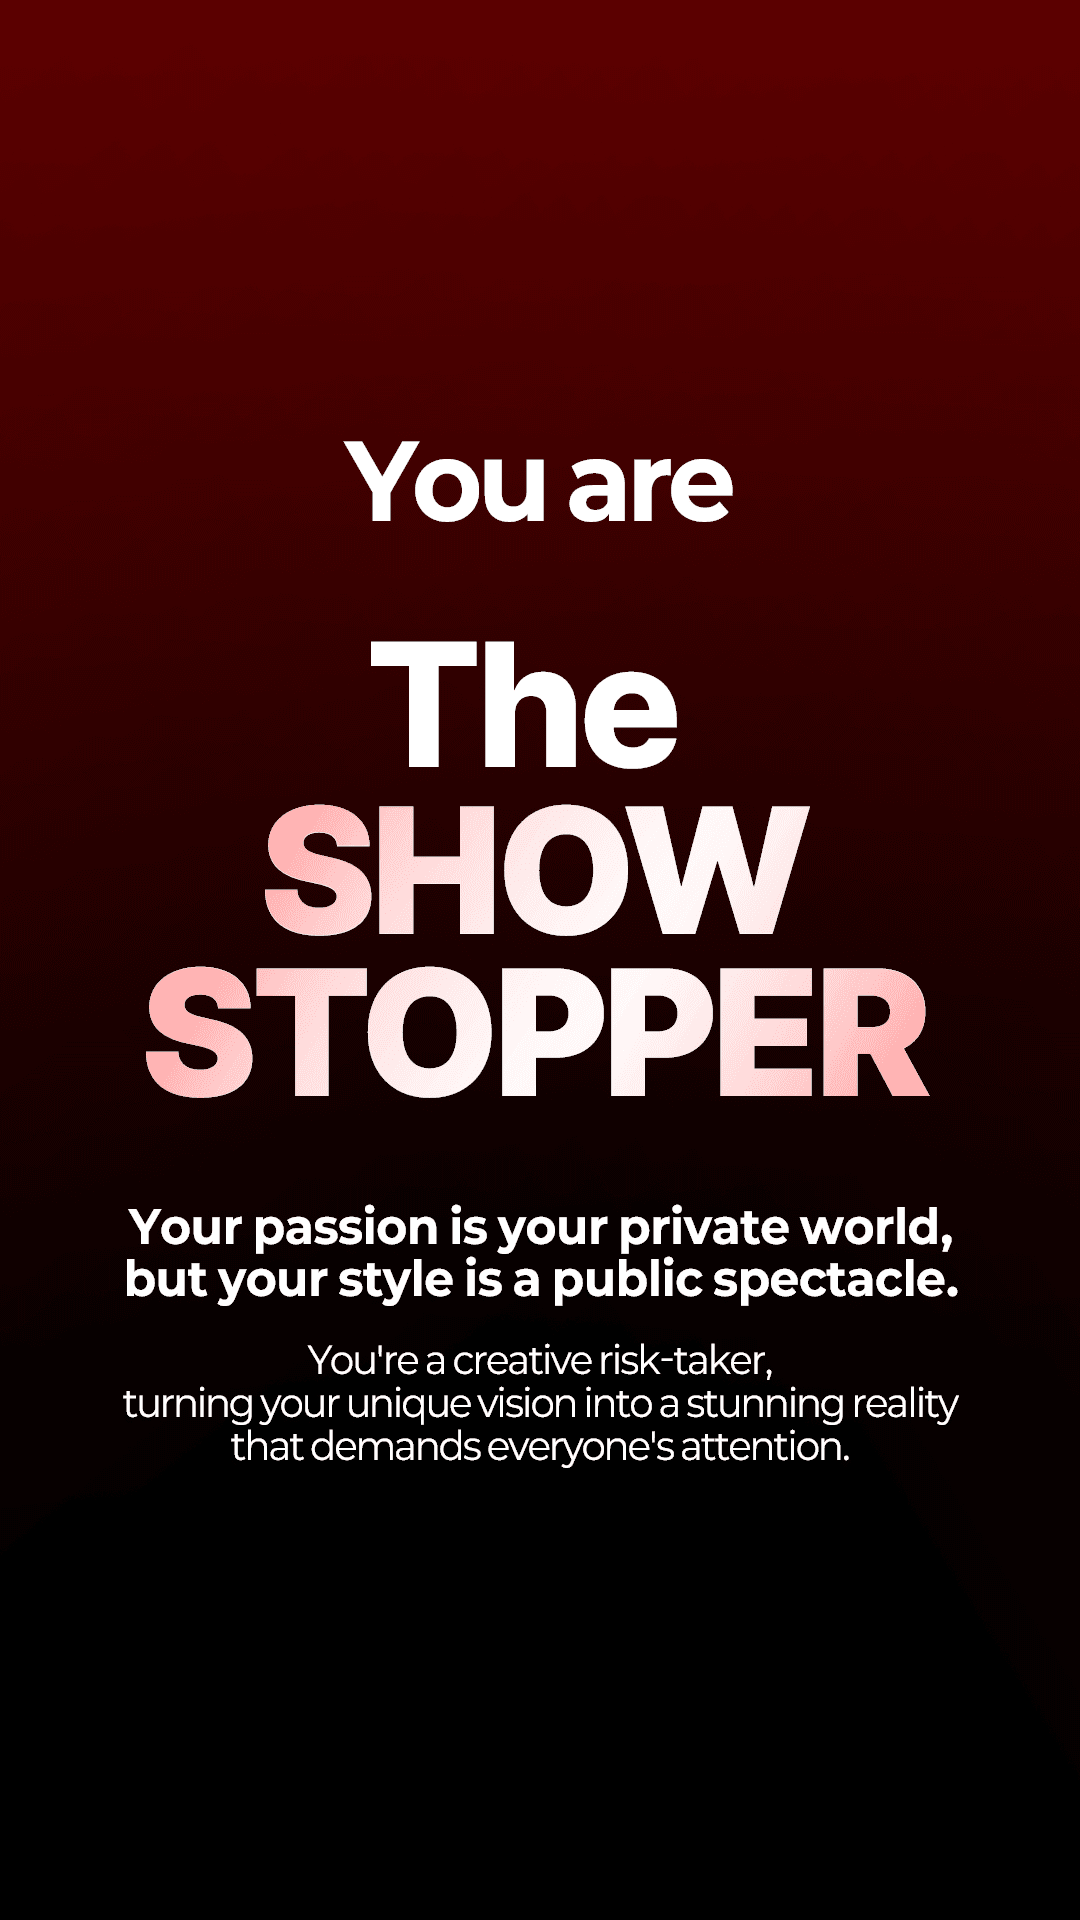 You are
The
SHOW
STOPPER
Your passion is your private world,
but your style is a public spectacle.
You're a creative risk-taker,
turning your unique vision into a stunning reality
that demands everyone's attention.